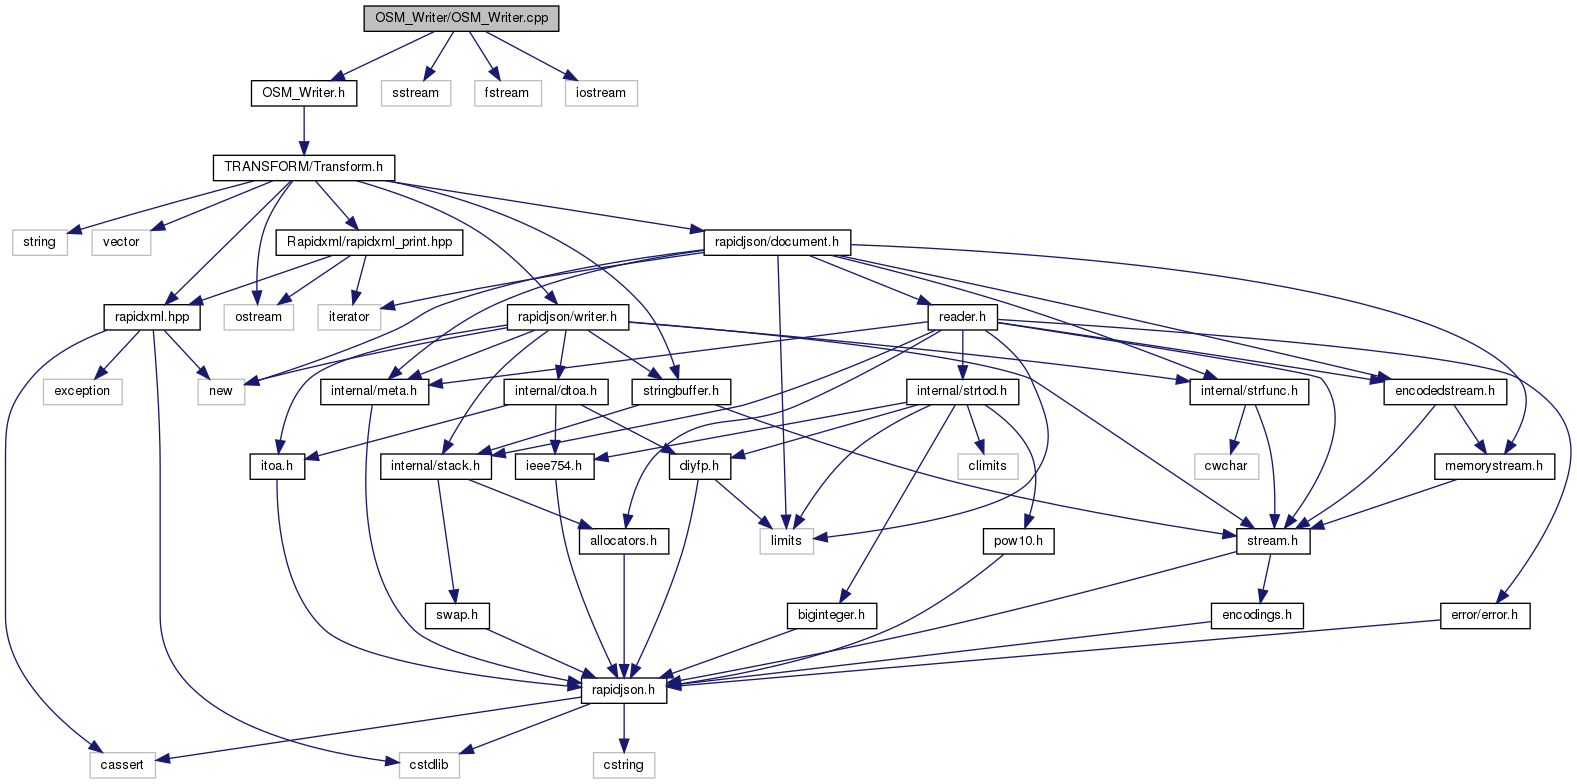 OSM_Writer/OSM_Writer.cpp
OSM_Writer.h
sstream
fstream
iostream
TRANSFORM/Transform.h
string
vector
Rapidxml/rapidxml_print.hpp
rapidjson/document.h
rapidxml.hpp
ostream
iterator
rapidjson/writer.h
reader.h
exception
new
internal/meta.h
internal/dtoa.h
stringbuffer.h
internal/strtod.h
internal/strfunc.h
encodedstream.h
itoa.h
internal/stack.h
ieee754.h
diyfp.h
climits
cwchar
memorystream.h
allocators.h
limits
pow10.h
stream.h
swap.h
biginteger.h
encodings.h
error/error.h
rapidjson.h
cassert
cstdlib
cstring